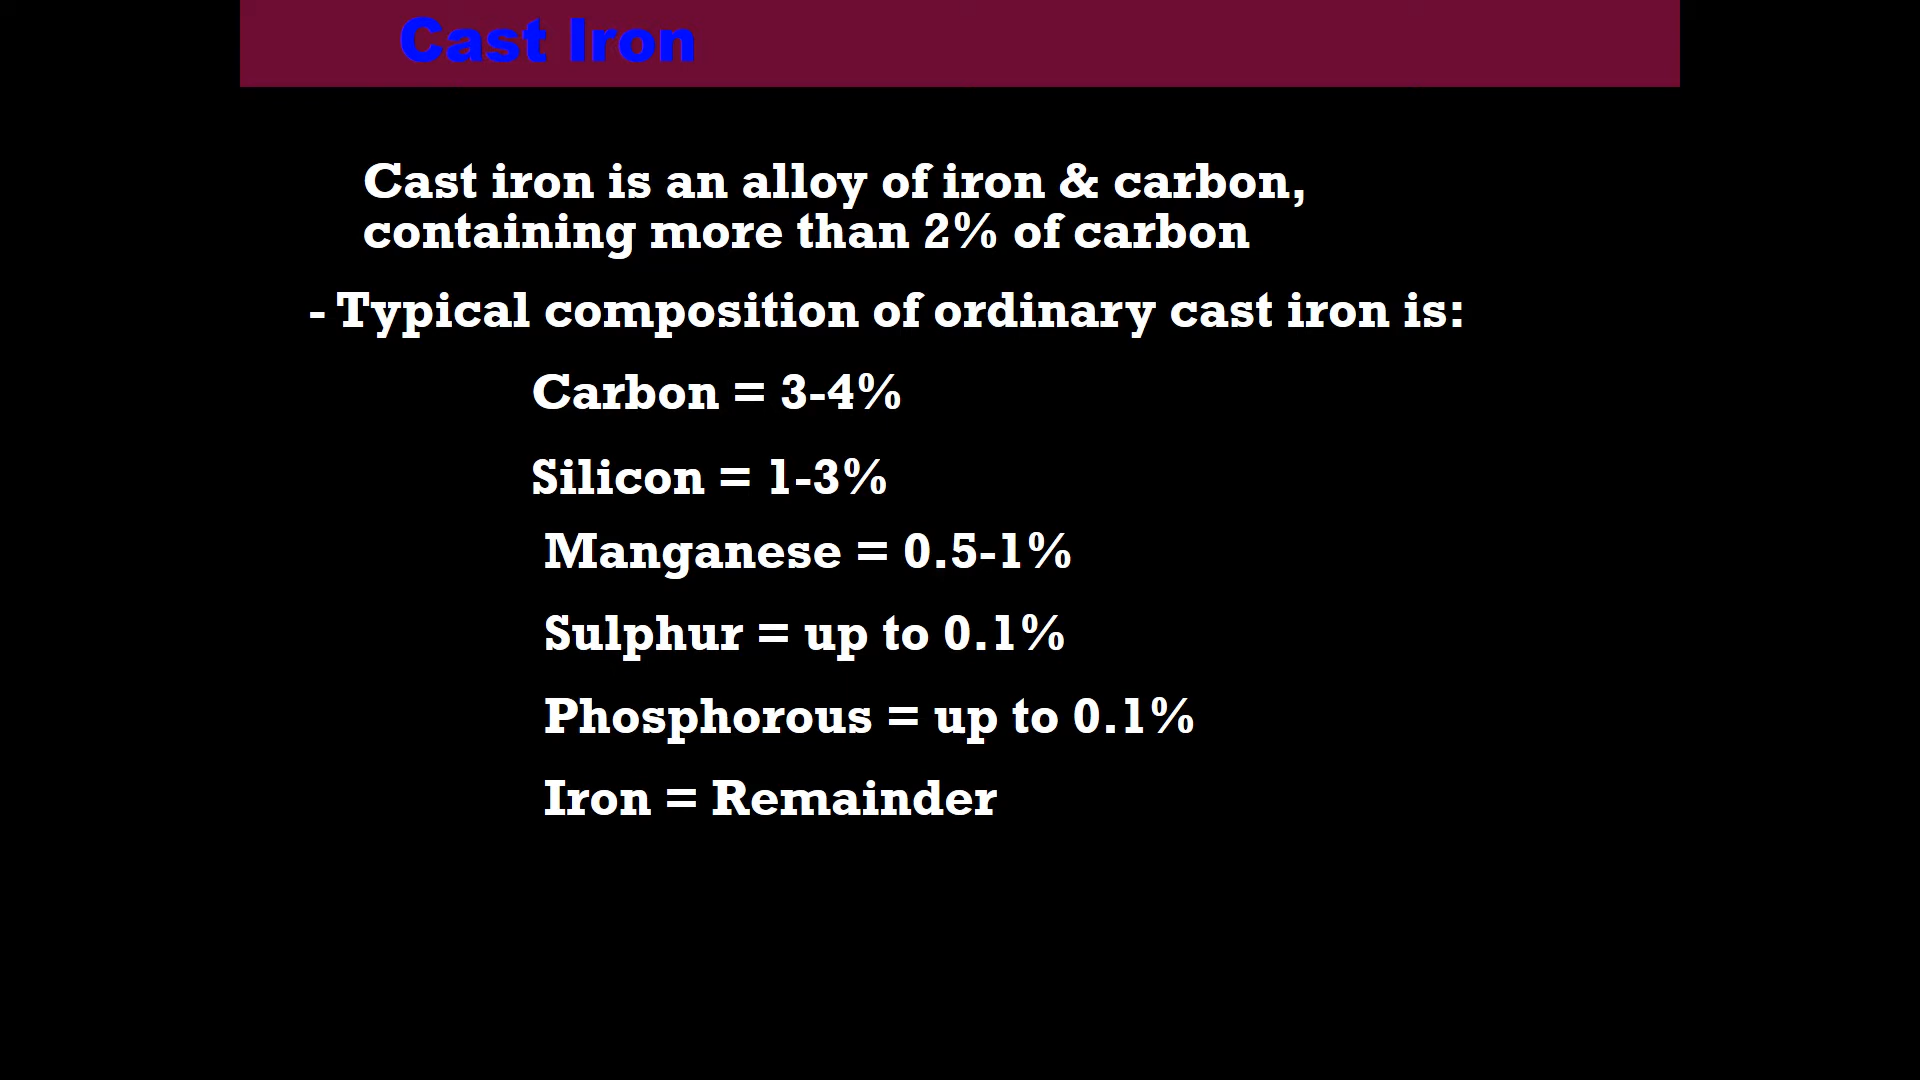 Cast Iron
Cast iron is an alloy of iron & carbon,
containing more than 2% of carbon
- Typical composition of ordinary cast iron is:
Carbon = 3-4%
Silicon = 1-3%
Manganese = 0.5-1%
Sulphur = up to 0.1%
Phosphorous = up to 0.1%
Iron = Remainder